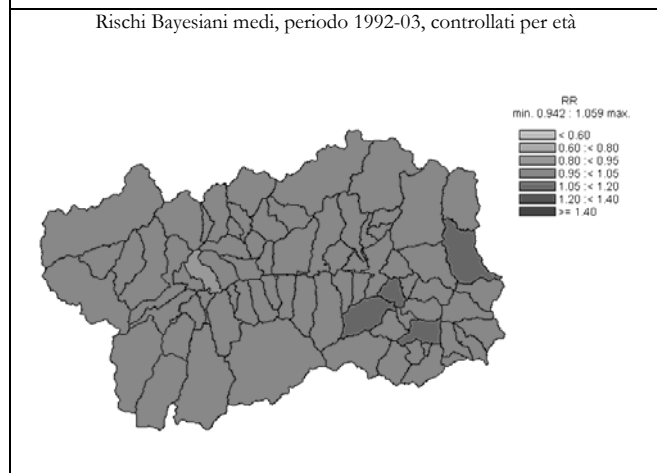 Rischi Bayesiani medi, periodo 1992-03, controllati per età
RR
min. 0.942 : 1.059 max.
< 0.60
0.60 :< 0.80
0.80 :< 0.95
0.95 :< 1.05
1.05 :< 1.20
1.20 :< 1.40
>= 1.40